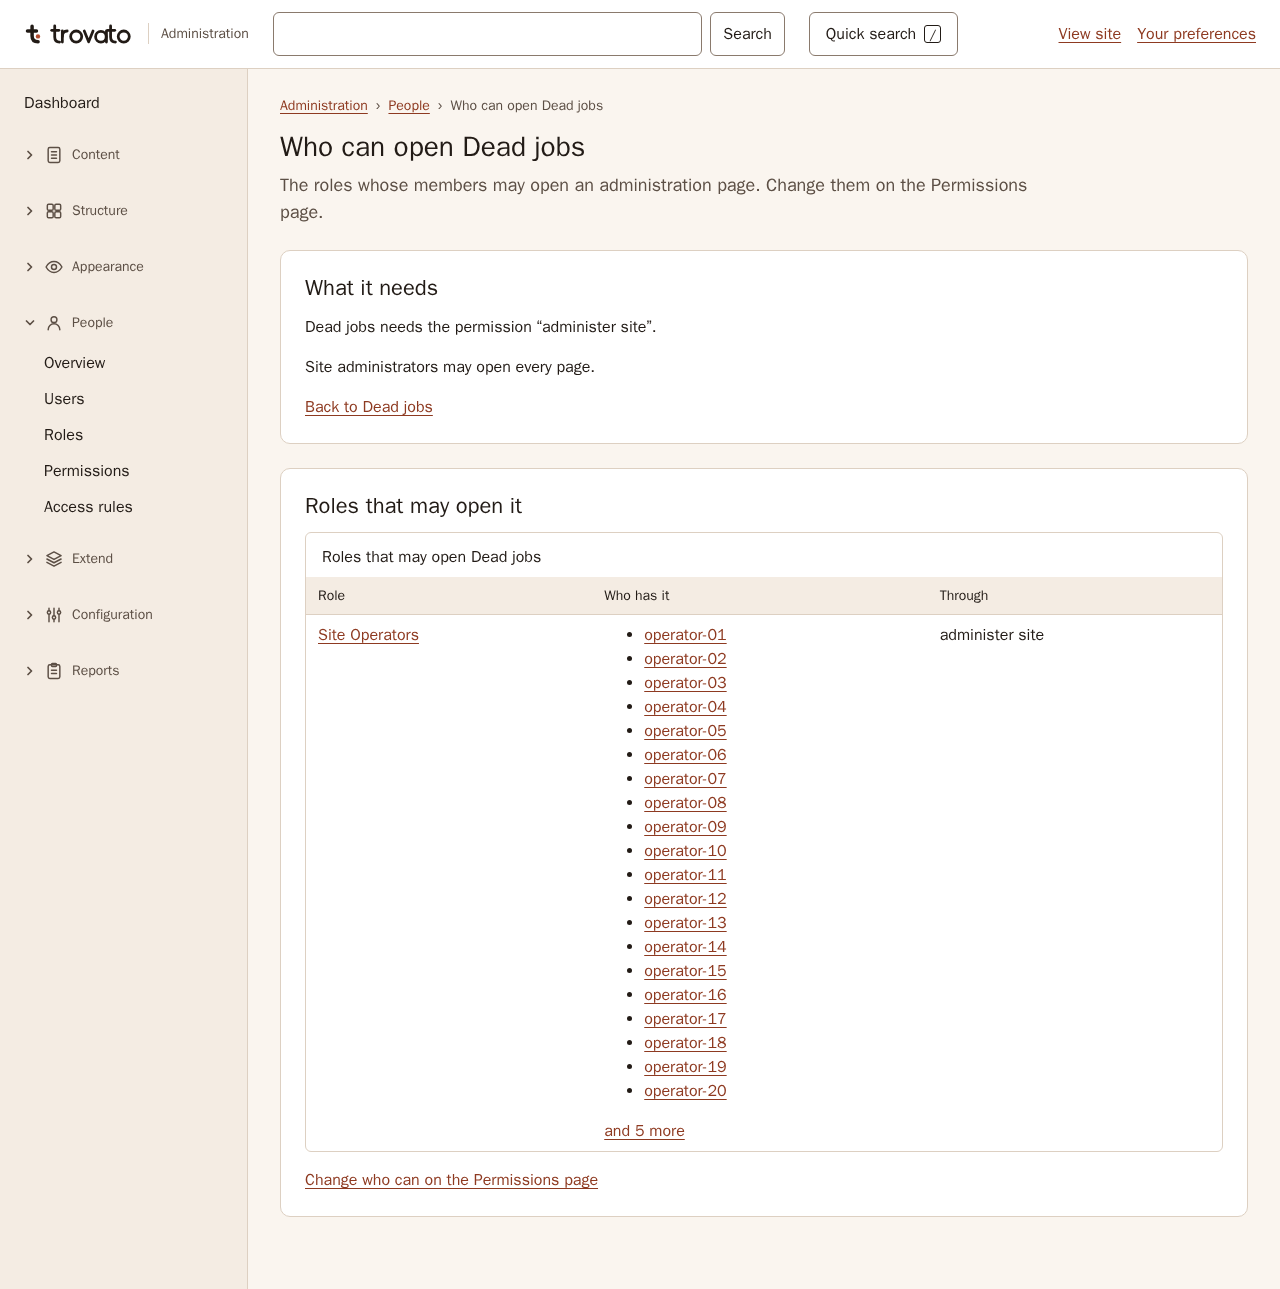 trovato
Administration
Search
Quick search /
View site
Your preferences
Dashboard
Content
Structure
Appearance
People
Overview
Users
Roles
Permissions
Access rules
Extend
Configuration
Reports
Administration › People › Who can open Dead jobs
Who can open Dead jobs
The roles whose members may open an administration page. Change them on the Permissions
page.
What it needs
Dead jobs needs the permission “administer site”.
Site administrators may open every page.
Back to Dead jobs
Roles that may open it
Roles that may open Dead jobs
Role Who has it Through
Site Operators operator-01 administer site
operator-02
operator-03
operator-04
operator-05
operator-06
operator-07
operator-08
operator-09
operator-10
operator-11
operator-12
operator-13
operator-14
operator-15
operator-16
operator-17
operator-18
operator-19
operator-20
and 5 more
Change who can on the Permissions page